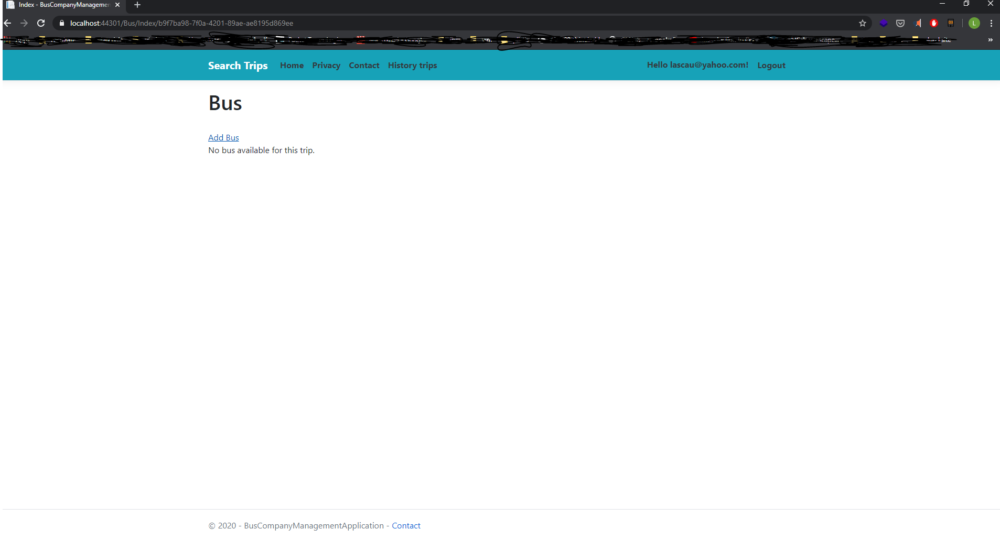 Index - BusCompanyManagemen
localhost:44301/Bus/Index/b9f7ba98-7f0a-4201-89ae-ae8195d869ee
L
»
Search Trips Home Privacy Contact History trips Hello lascau@yahoo.com! Logout
Bus
Add Bus
No bus available for this trip.
© 2020 - BusCompanyManagementApplication - Contact